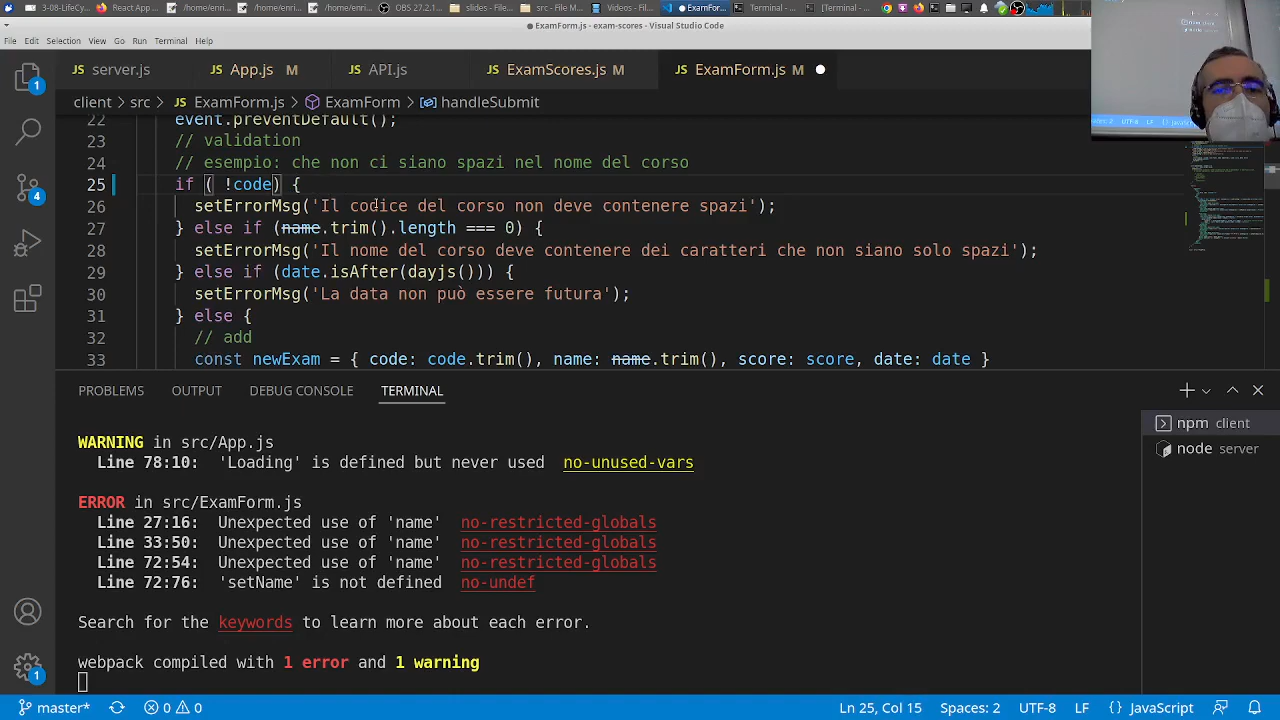 3-08-LifeCy
/home/enri
/home/enri
/home/enri
OBS 27.2.1
slides - File
src - File M
Videos - Fil
ExamFor
Terminal -
[Terminal -
ExamForm.js - exam-scores - Visual Studio Code
File Edit Selection View Go Run Terminal Help
server.js
App.js M
API.js
ExamScores.js M
ExamForm.js M
client > src > JS ExamForm.js > ExamForm > handleSubmit
22 event.preventDefault();
23 // validation
24 // esempio: che non ci siano spazi nel nome del corso
25 if ( !code) {
26 setErrorMsg('Il codice del corso non deve contenere spazi');
27 } else if (name.trim().length === 0) {
28 setErrorMsg('Il nome del corso deve contenere dei caratteri che non siano solo spazi');
29 } else if (date.isAfter(dayjs())) {
30 setErrorMsg('La data non può essere futura');
31 } else {
32 // add
33 const newExam = { code: code.trim(), name: name.trim(), score: score, date: date }
PROBLEMS OUTPUT DEBUG CONSOLE TERMINAL
npm client
node server
WARNING in src/App.js
Line 78:10: 'Loading' is defined but never used no-unused-vars
ERROR in src/ExamForm.js
Line 27:16: Unexpected use of 'name' no-restricted-globals
Line 33:50: Unexpected use of 'name' no-restricted-globals
Line 72:54: Unexpected use of 'name' no-restricted-globals
Line 72:76: 'setName' is not defined no-undef
Search for the keywords to learn more about each error.
webpack compiled with 1 error and 1 warning
master* 0 0 Ln 25, Col 15 Spaces: 2 UTF-8 LF {} JavaScript